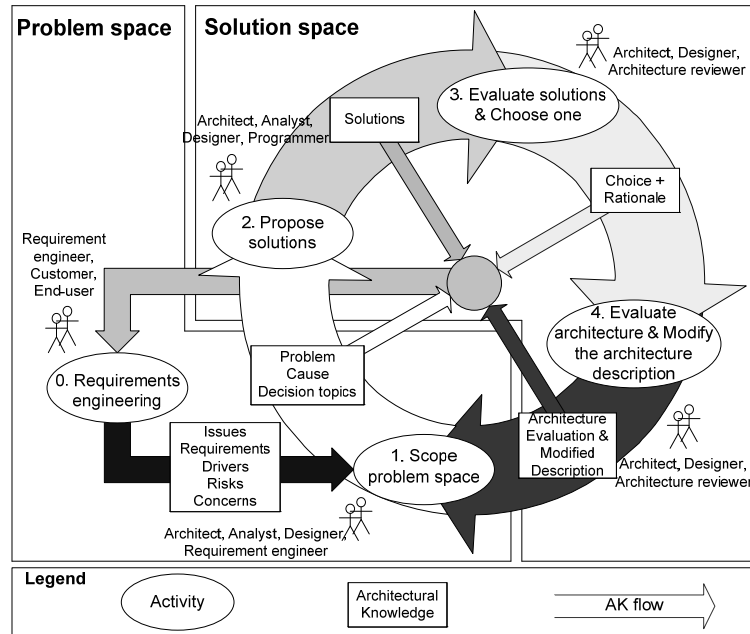 Problem space
Solution space
Architect, Designer,
Architecture reviewer
3. Evaluate solutions
& Choose one
Solutions
Architect, Analyst,
Designer, Programmer
Choice +
Rationale
2. Propose
solutions
Requirement
engineer,
Customer,
End-user
4. Evaluate
architecture & Modify
the architecture
description
Problem
Cause
Decision topics
0. Requirements
engineering
Architecture
Evaluation &
Modified
Description
Issues
Requirements
Drivers
Risks
Concerns
1. Scope
problem space
Architect, Designer,
Architecture reviewer
Architect, Analyst, Designer,
Requirement engineer
Legend
Activity
Architectural
Knowledge
AK flow